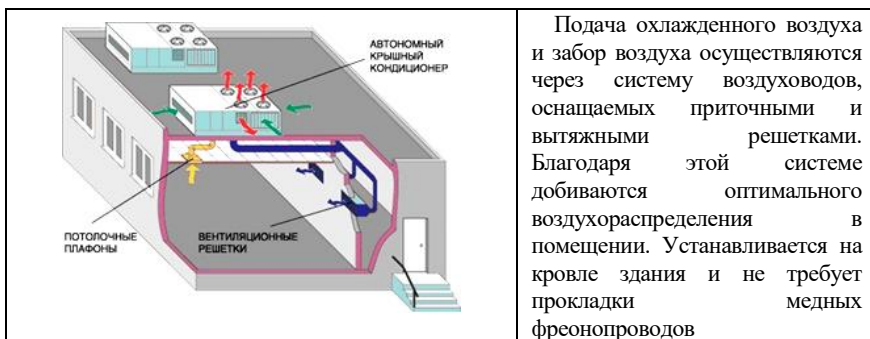 АВТОНОМНЫЙ
КРЫШНЫЙ
КОНДИЦИОНЕР
ПОТОЛОЧНЫЕ
ПЛАФОНЫ
ВЕНТИЛЯЦИОННЫЕ
РЕШЕТКИ
Подача охлажденного воздуха
и забор воздуха осуществляются
через систему воздуховодов,
оснащаемых приточными и
вытяжными решетками.
Благодаря этой системе
добиваются оптимального
воздухораспределения в
помещении. Устанавливается на
кровле здания и не требует
прокладки медных
фреонопроводов